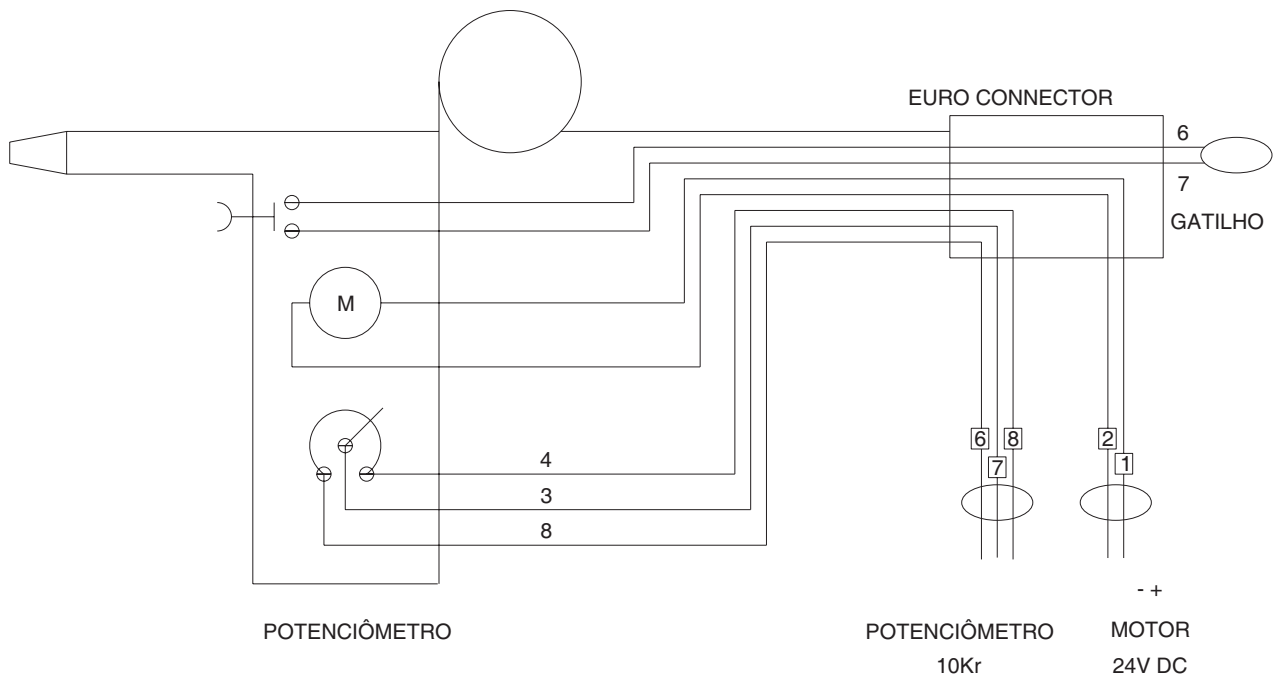 EURO CONNECTOR
6
7
GATILHO
M
4
3
8
6
8
7
2
1
- +
POTENCIÔMETRO
POTENCIÔMETRO
10Kr
MOTOR
24V DC